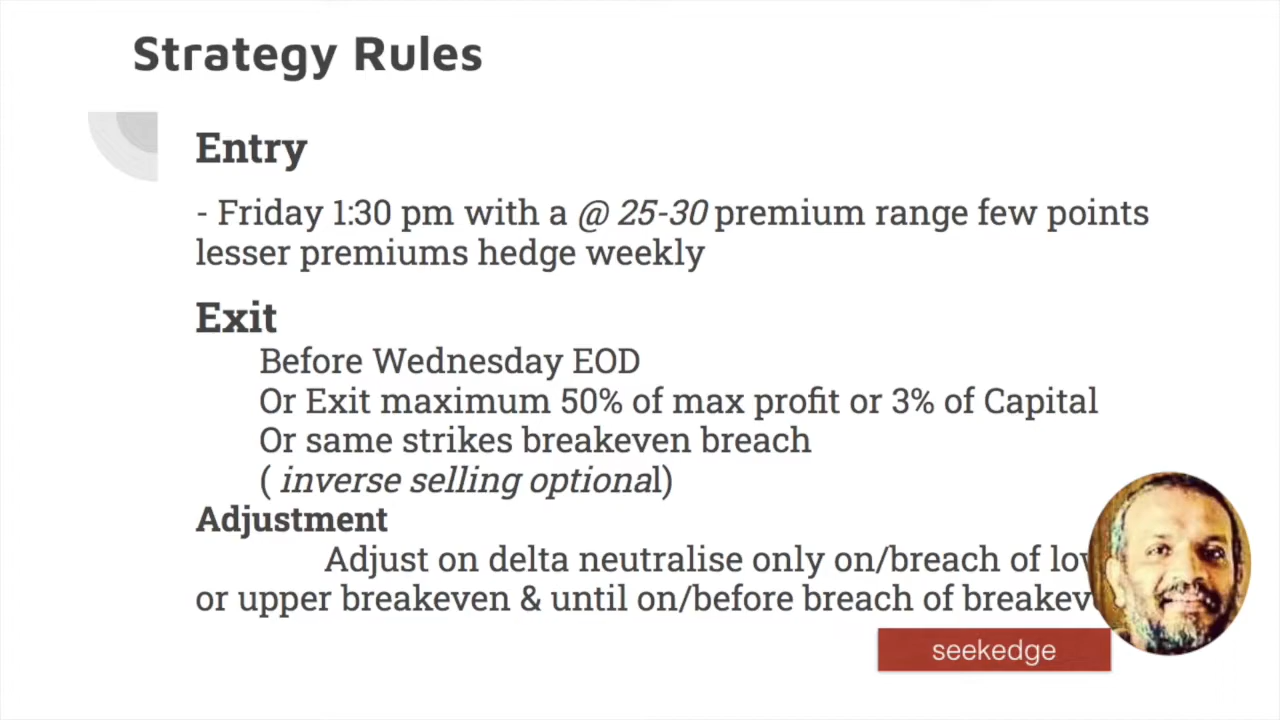 Strategy Rules
Entry
- Friday 1:30 pm with a @ 25-30 premium range few points
lesser premiums hedge weekly
Exit
Before Wednesday EOD
Or Exit maximum 50% of max profit or 3% of Capital
Or same strikes breakeven breach
( inverse selling optional)
Adjustment
Adjust on delta neutralise only on/breach of
or upper breakeven & until on/before breach of
seekedge